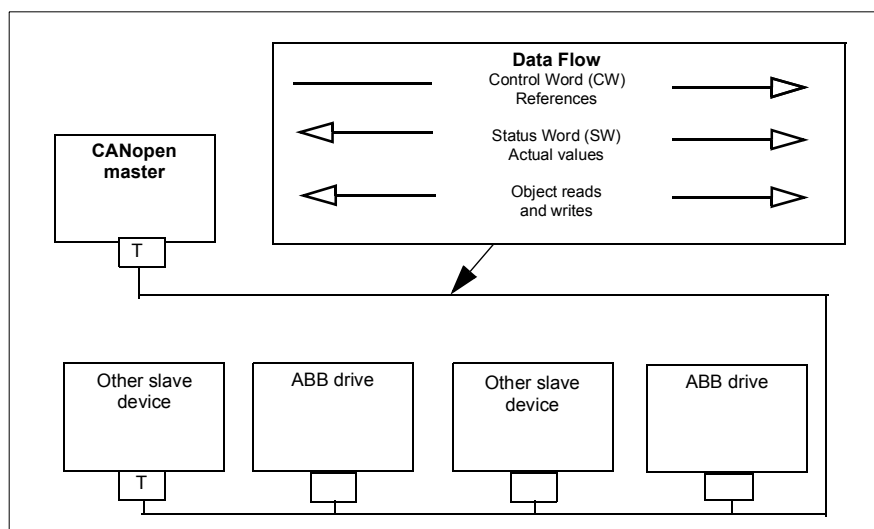 Data Flow
Control Word (CW)
References
Status Word (SW)
Actual values
Object reads
and writes
CANopen
master
T
Other slave
device
ABB drive
Other slave
device
ABB drive
T